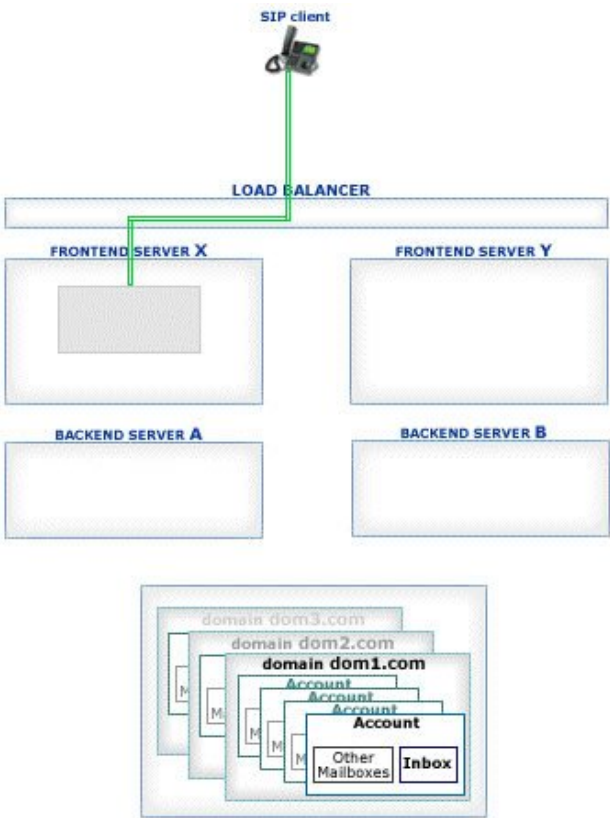 SIP client
LOAD BALANCER
FRONTEND SERVER X
FRONTEND SERVER Y
BACKEND SERVER A
BACKEND SERVER B
domain dom3.com
domain dom2.com
domain dom1.com
Account
Account
Account
Account
M
M
M
M
M
Other
Mailboxes
Inbox